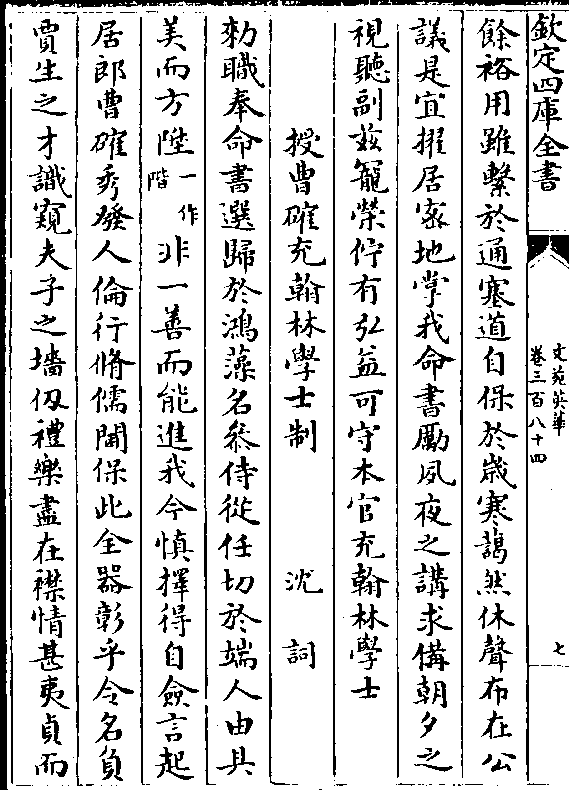 欽定四庫全書
文苑英華
卷三百八十四
七
餘裕用雖繫於通塞道自保於歲寒藹然休聲布在公
議是宜擢居宻地掌我命書勵夙夜之講求備朝夕之
視聽副兹寵榮佇有弘益可守本官充翰林學士
授曹確充翰林學士制 沈詞
勑職奉命書選歸於鴻藻名叅侍從任切於端人由具
美而方陞一作階非一善而能進我今慎擇得自僉言起
居郎曹確秀發人倫行脩儒閫保此全器彰乎令名負
賈生之才識窺夫子之墻仭禮樂盡在襟情甚夷貞而